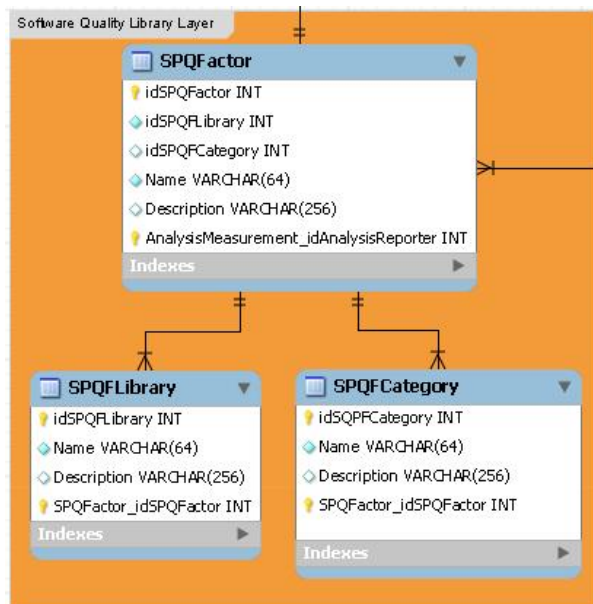 Software Quality Library Layer
SPQFactor
idSPQFactor INT
idSPQFLibrary INT
idSPQFCategory INT
Name VARCHAR(64)
Description VARCHAR(256)
AnalysisMeasurement_idAnalysisReporter INT
Indexes
SPQFLibrary
idSPQFLibrary INT
Name VARCHAR(64)
Description VARCHAR(256)
SPQFactor_idSPQFactor INT
Indexes
SPQFCategory
idSQPFCategory INT
Name VARCHAR(64)
Description VARCHAR(256)
SPQFactor_idSPQFactor INT
Indexes